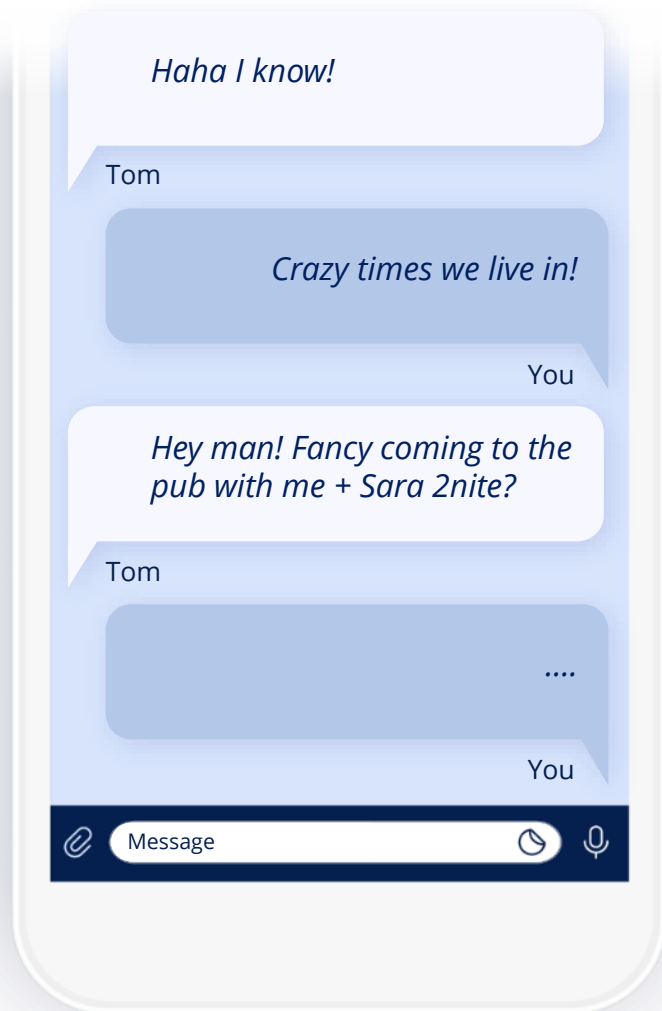 Haha I know!
Tom
Crazy times we live in!
You
Hey man! Fancy coming to the
pub with me + Sara 2nite?
Tom
....
You
Message